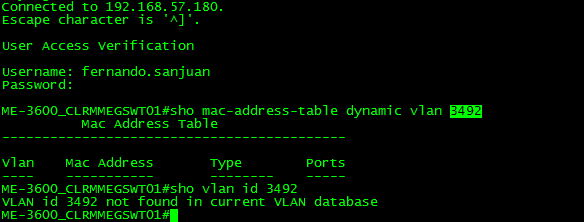 Connected to 192.168.57.180.
Escape character is '^]'.
User Access Verification
Username: fernando.sanjuan
Password:
ME-3600_CLRMMEGSWT01#sho mac-address-table dynamic vlan 3492
Mac Address Table
-------------------------------------------
Vlan Mac Address Type Ports
---- ----------- -------- -----
ME-3600_CLRMMEGSWT01#sho vlan id 3492
VLAN id 3492 not found in current VLAN database
ME-3600_CLRMMEGSWT01#